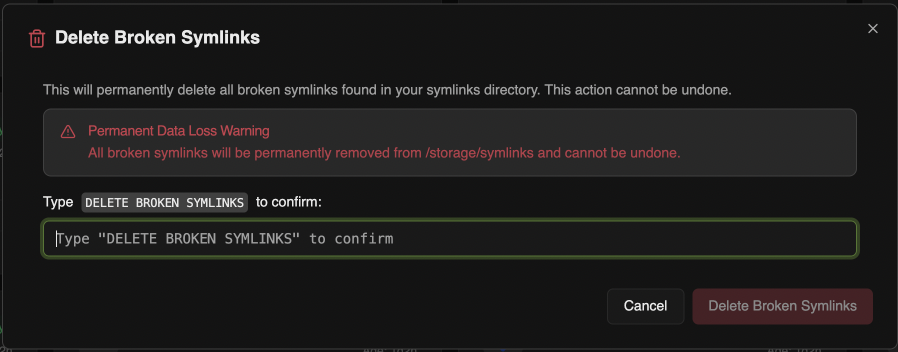 Delete Broken Symlinks
This will permanently delete all broken symlinks found in your symlinks directory. This action cannot be undone.
Permanent Data Loss Warning
All broken symlinks will be permanently removed from /storage/symlinks and cannot be undone.
Type DELETE BROKEN SYMLINKS to confirm:
Type "DELETE BROKEN SYMLINKS" to confirm
Cancel Delete Broken Symlinks